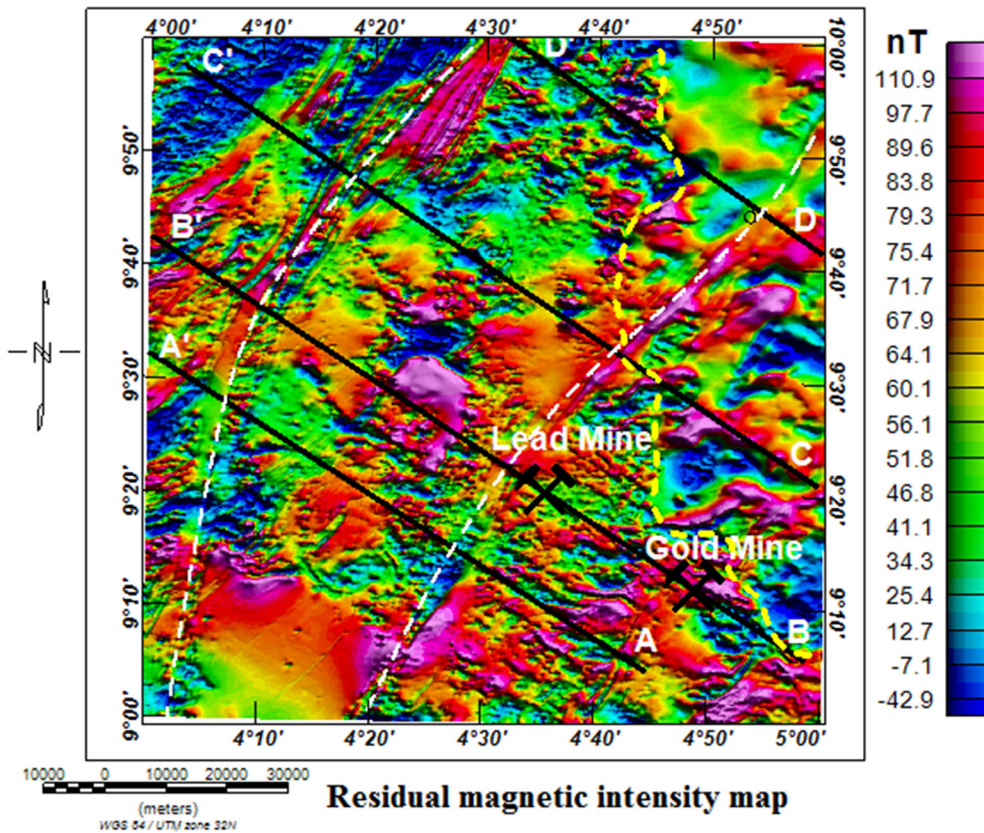 4°00' 4°10' 4°20' 4°30' 4°40' 4°50' 10°00'
nT
C'
D'
110.9
97.7
9°50'
89.6
9°50'
83.8
B'
D
79.3
9°40'
75.4
9°40'
71.7
A'
67.9
N
64.1
9°30'
60.1
9°30'
56.1
Lead Mine
C
51.8
9°20'
46.8
9°20'
41.1
Gold Mine
34.3
9°10'
25.4
9°10'
A
B
12.7
-7.1
9°00'
-42.9
4°10' 4°20' 4°30' 4°40' 4°50' 5°00'
10000 0 10000 20000 30000
(meters)
WGS 84 / UTM zone 32N
Residual magnetic intensity map